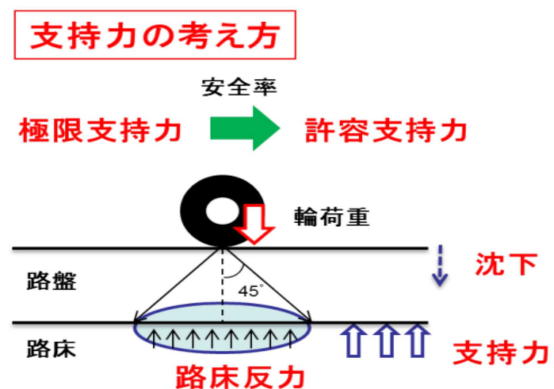 支持力の考え方
安全率
極限支持力
許容支持力
輪荷重
沈下
路盤
45°
路床
支持力
路床反力